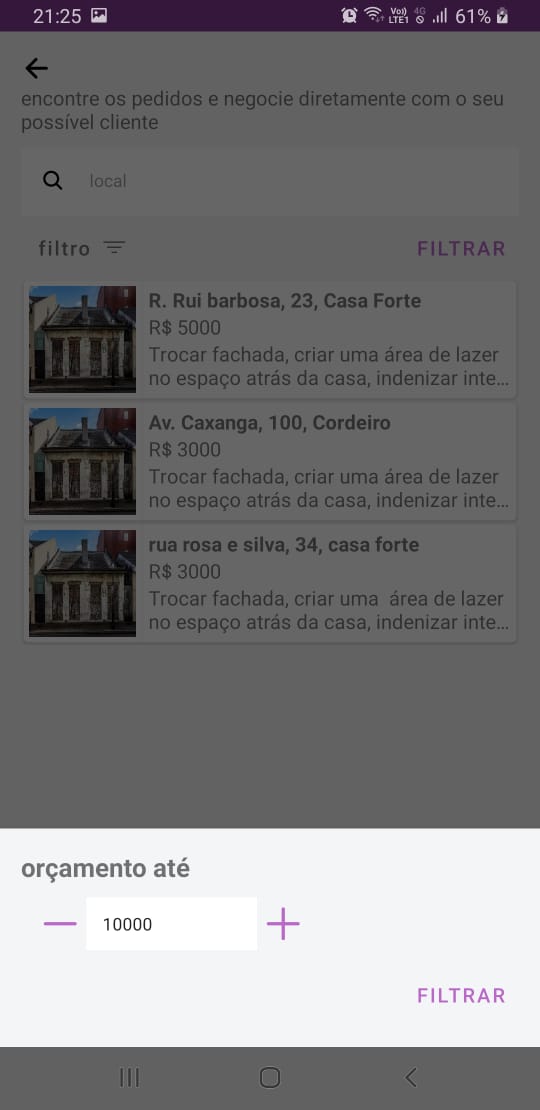 21:25 Vo)) LTE1 4G 61%
encontre os pedidos e negocie diretamente com o seu
possível cliente
local
filtro FILTRAR
R. Rui barbosa, 23, Casa Forte
R$ 5000
Trocar fachada, criar uma área de lazer
no espaço atrás da casa, indenizar inte...
Av. Caxanga, 100, Cordeiro
R$ 3000
Trocar fachada, criar uma área de lazer
no espaço atrás da casa, indenizar inte...
rua rosa e silva, 34, casa forte
R$ 3000
Trocar fachada, criar uma  área de lazer
no espaço atrás da casa, indenizar inte...
orçamento até
10000
FILTRAR